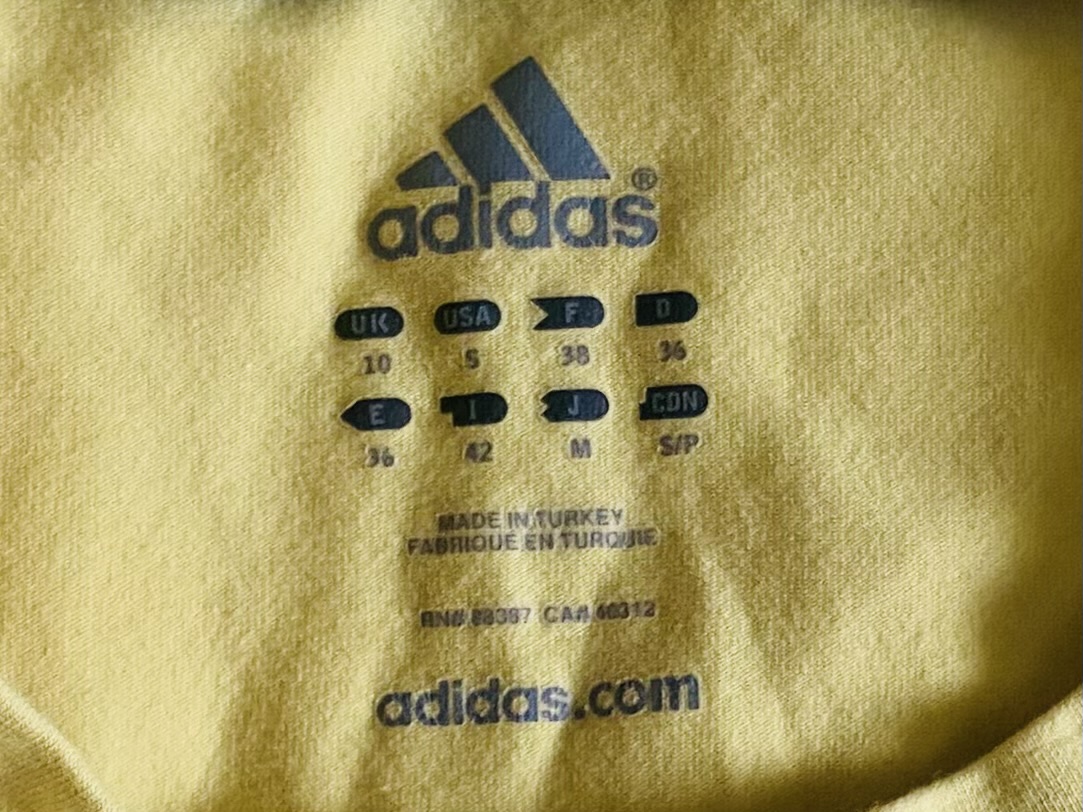 adidas®
UK USA F D
10 S 38 36
E I J CDN
36 42 M S/P
MADE IN TURKEY
FABRIQUÉ EN TURQUIE
RN# 88387 CA# 40312
adidas.com